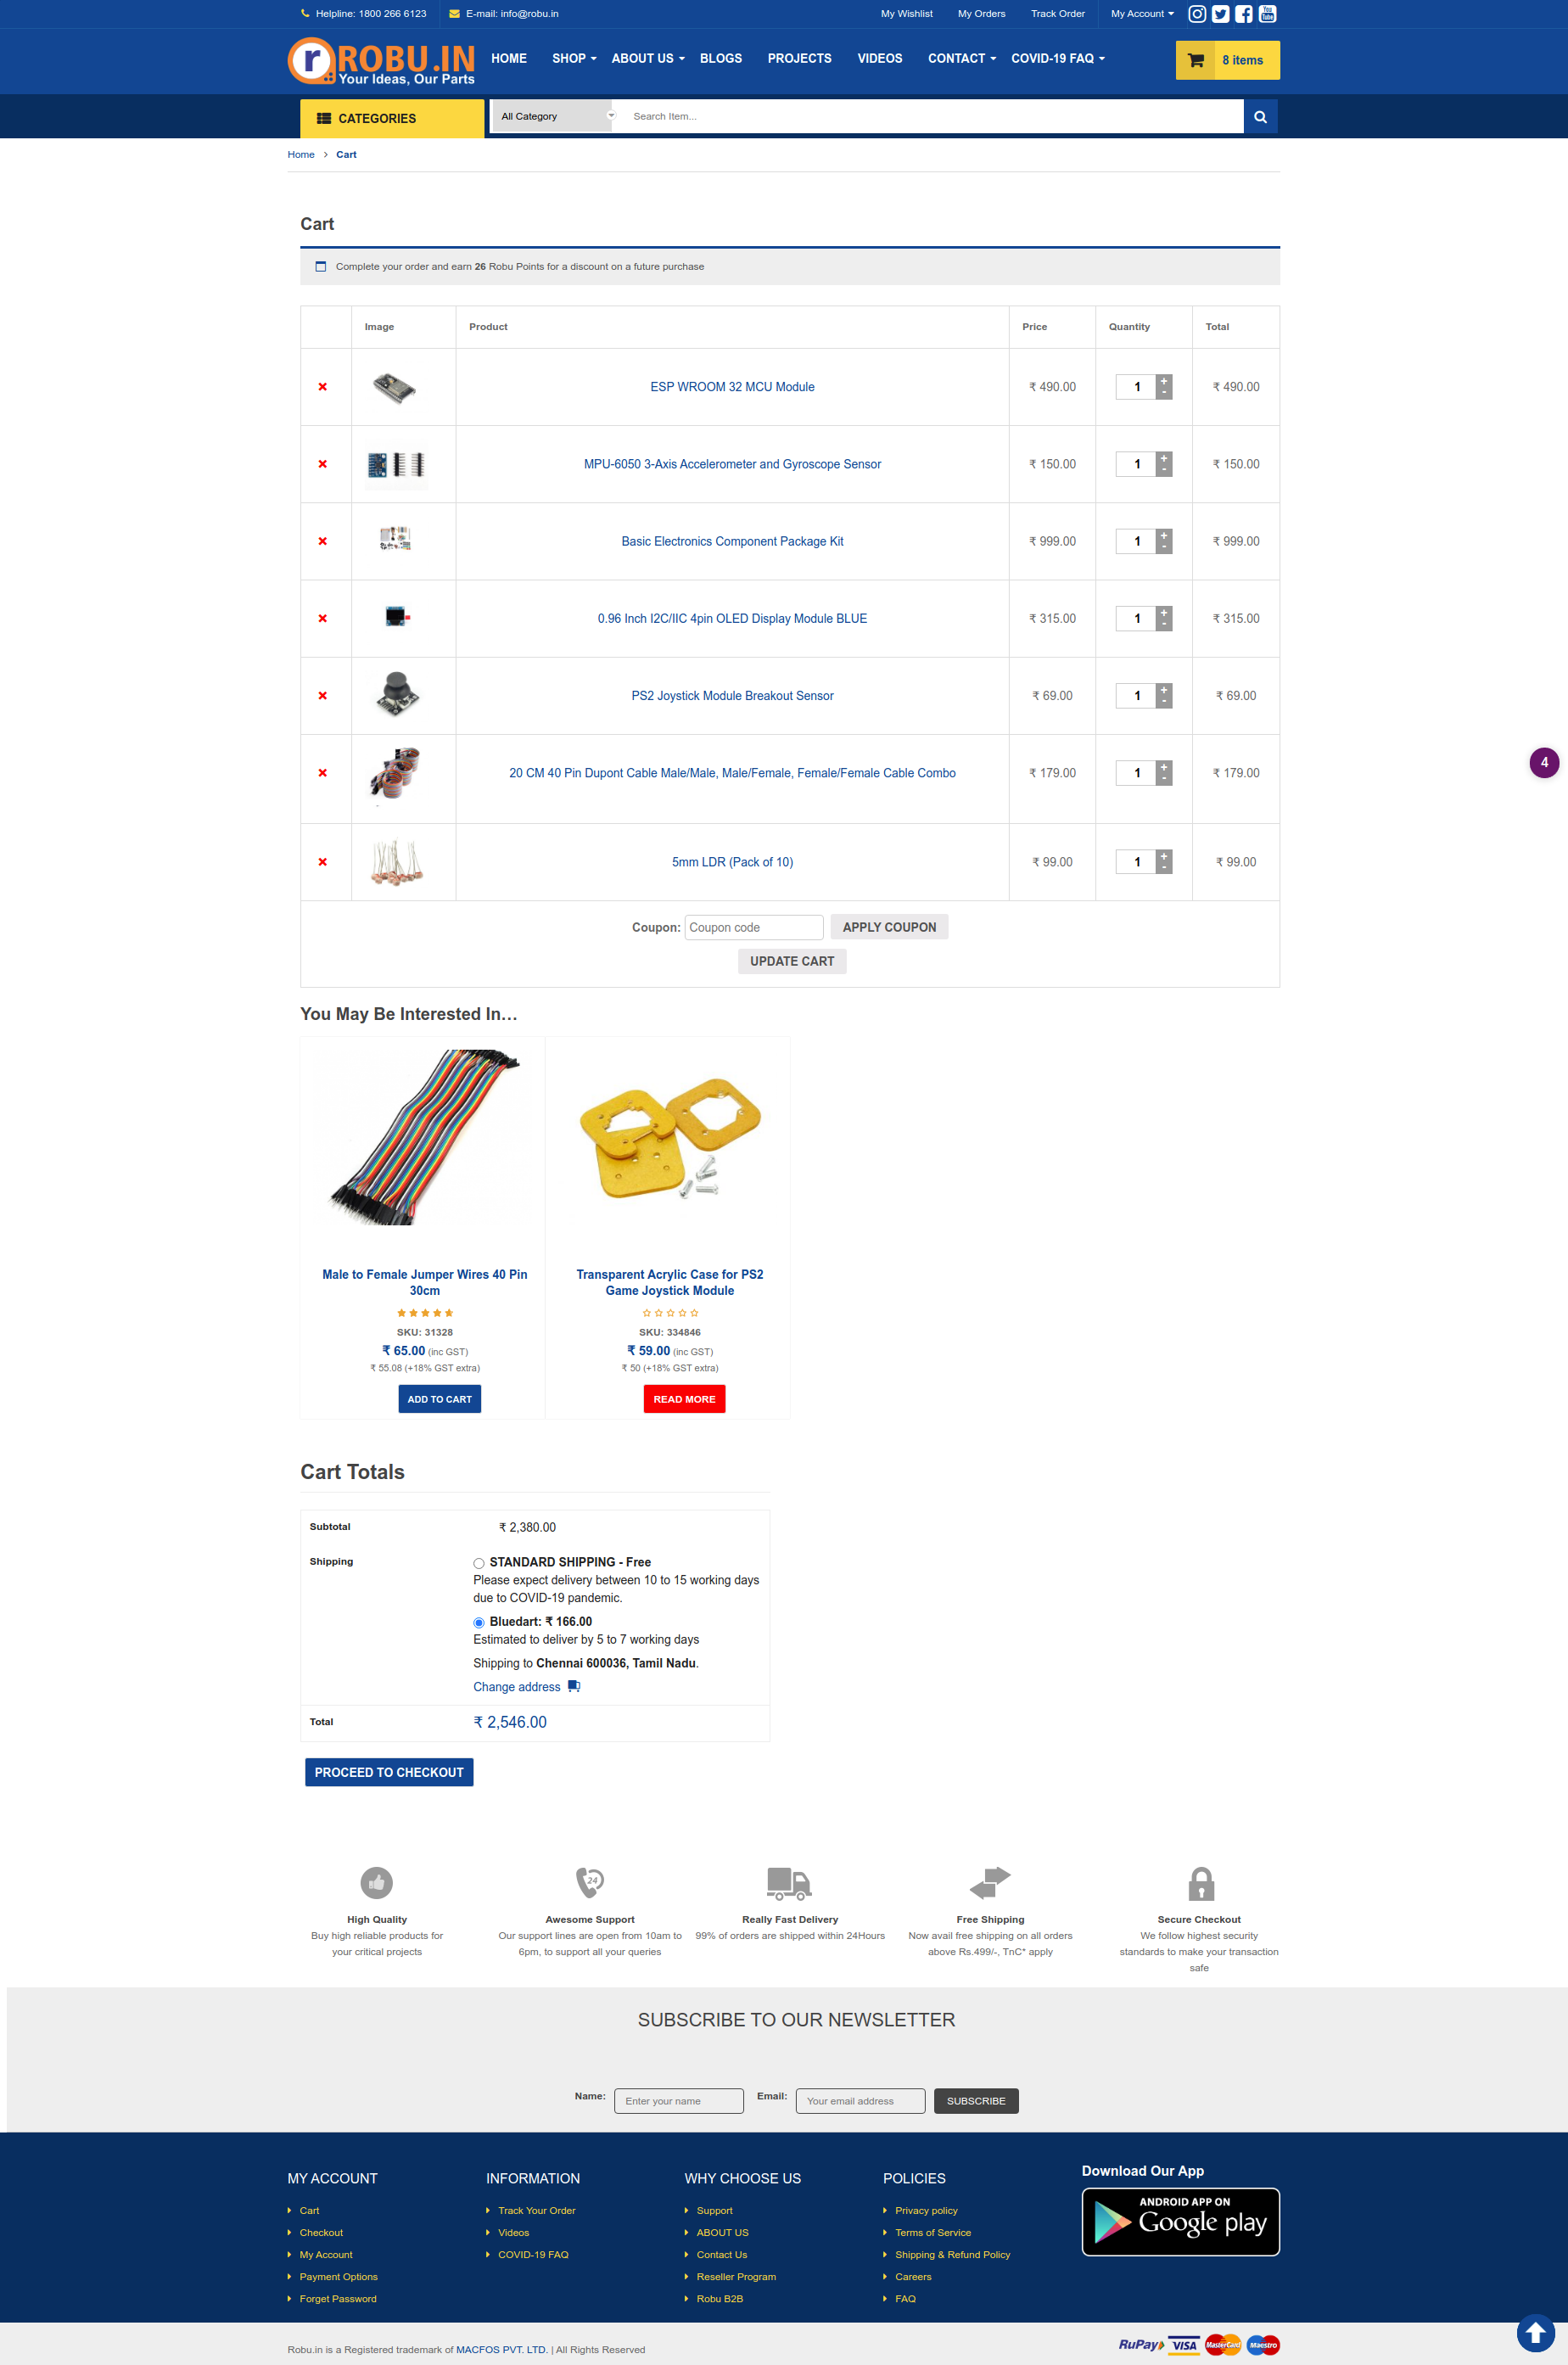 Helpline: 1800 266 6123
E-mail: info@robu.in
My Wishlist
My Orders
Track Order
My Account
You Tube
r ROBU.IN
Your Ideas, Our Parts
HOME
SHOP
ABOUT US
BLOGS
PROJECTS
VIDEOS
CONTACT
COVID-19 FAQ
8 items
CATEGORIES
All Category
Search Item...
Home > Cart
Cart
Complete your order and earn 26 Robu Points for a discount on a future purchase
Image Product Price Quantity Total
× ESP WROOM 32 MCU Module ₹ 490.00 1 + - ₹ 490.00
× MPU-6050 3-Axis Accelerometer and Gyroscope Sensor ₹ 150.00 1 + - ₹ 150.00
× Basic Electronics Component Package Kit ₹ 999.00 1 + - ₹ 999.00
× 0.96 Inch I2C/IIC 4pin OLED Display Module BLUE ₹ 315.00 1 + - ₹ 315.00
× PS2 Joystick Module Breakout Sensor ₹ 69.00 1 + - ₹ 69.00
× 20 CM 40 Pin Dupont Cable Male/Male, Male/Female, Female/Female Cable Combo ₹ 179.00 1 + - ₹ 179.00
4
× 5mm LDR (Pack of 10) ₹ 99.00 1 + - ₹ 99.00
Coupon: Coupon code APPLY COUPON
UPDATE CART
You May Be Interested In…
Male to Female Jumper Wires 40 Pin
30cm
SKU: 31328
₹ 65.00 (inc GST)
₹ 55.08 (+18% GST extra)
ADD TO CART
Transparent Acrylic Case for PS2
Game Joystick Module
SKU: 334846
₹ 59.00 (inc GST)
₹ 50 (+18% GST extra)
READ MORE
Cart Totals
Subtotal ₹ 2,380.00
Shipping
STANDARD SHIPPING - Free
Please expect delivery between 10 to 15 working days
due to COVID-19 pandemic.
Bluedart: ₹ 166.00
Estimated to deliver by 5 to 7 working days
Shipping to Chennai 600036, Tamil Nadu.
Change address
Total ₹ 2,546.00
PROCEED TO CHECKOUT
High Quality
Buy high reliable products for
your critical projects
24
Awesome Support
Our support lines are open from 10am to
6pm, to support all your queries
Really Fast Delivery
99% of orders are shipped within 24Hours
Free Shipping
Now avail free shipping on all orders
above Rs.499/-, TnC* apply
Secure Checkout
We follow highest security
standards to make your transaction
safe
SUBSCRIBE TO OUR NEWSLETTER
Name: Enter your name Email: Your email address SUBSCRIBE
MY ACCOUNT
Cart
Checkout
My Account
Payment Options
Forget Password
INFORMATION
Track Your Order
Videos
COVID-19 FAQ
WHY CHOOSE US
Support
ABOUT US
Contact Us
Reseller Program
Robu B2B
POLICIES
Privacy policy
Terms of Service
Shipping & Refund Policy
Careers
FAQ
Download Our App
ANDROID APP ON
Google play
Robu.in is a Registered trademark of MACFOS PVT. LTD. | All Rights Reserved
RuPay VISA MasterCard Maestro